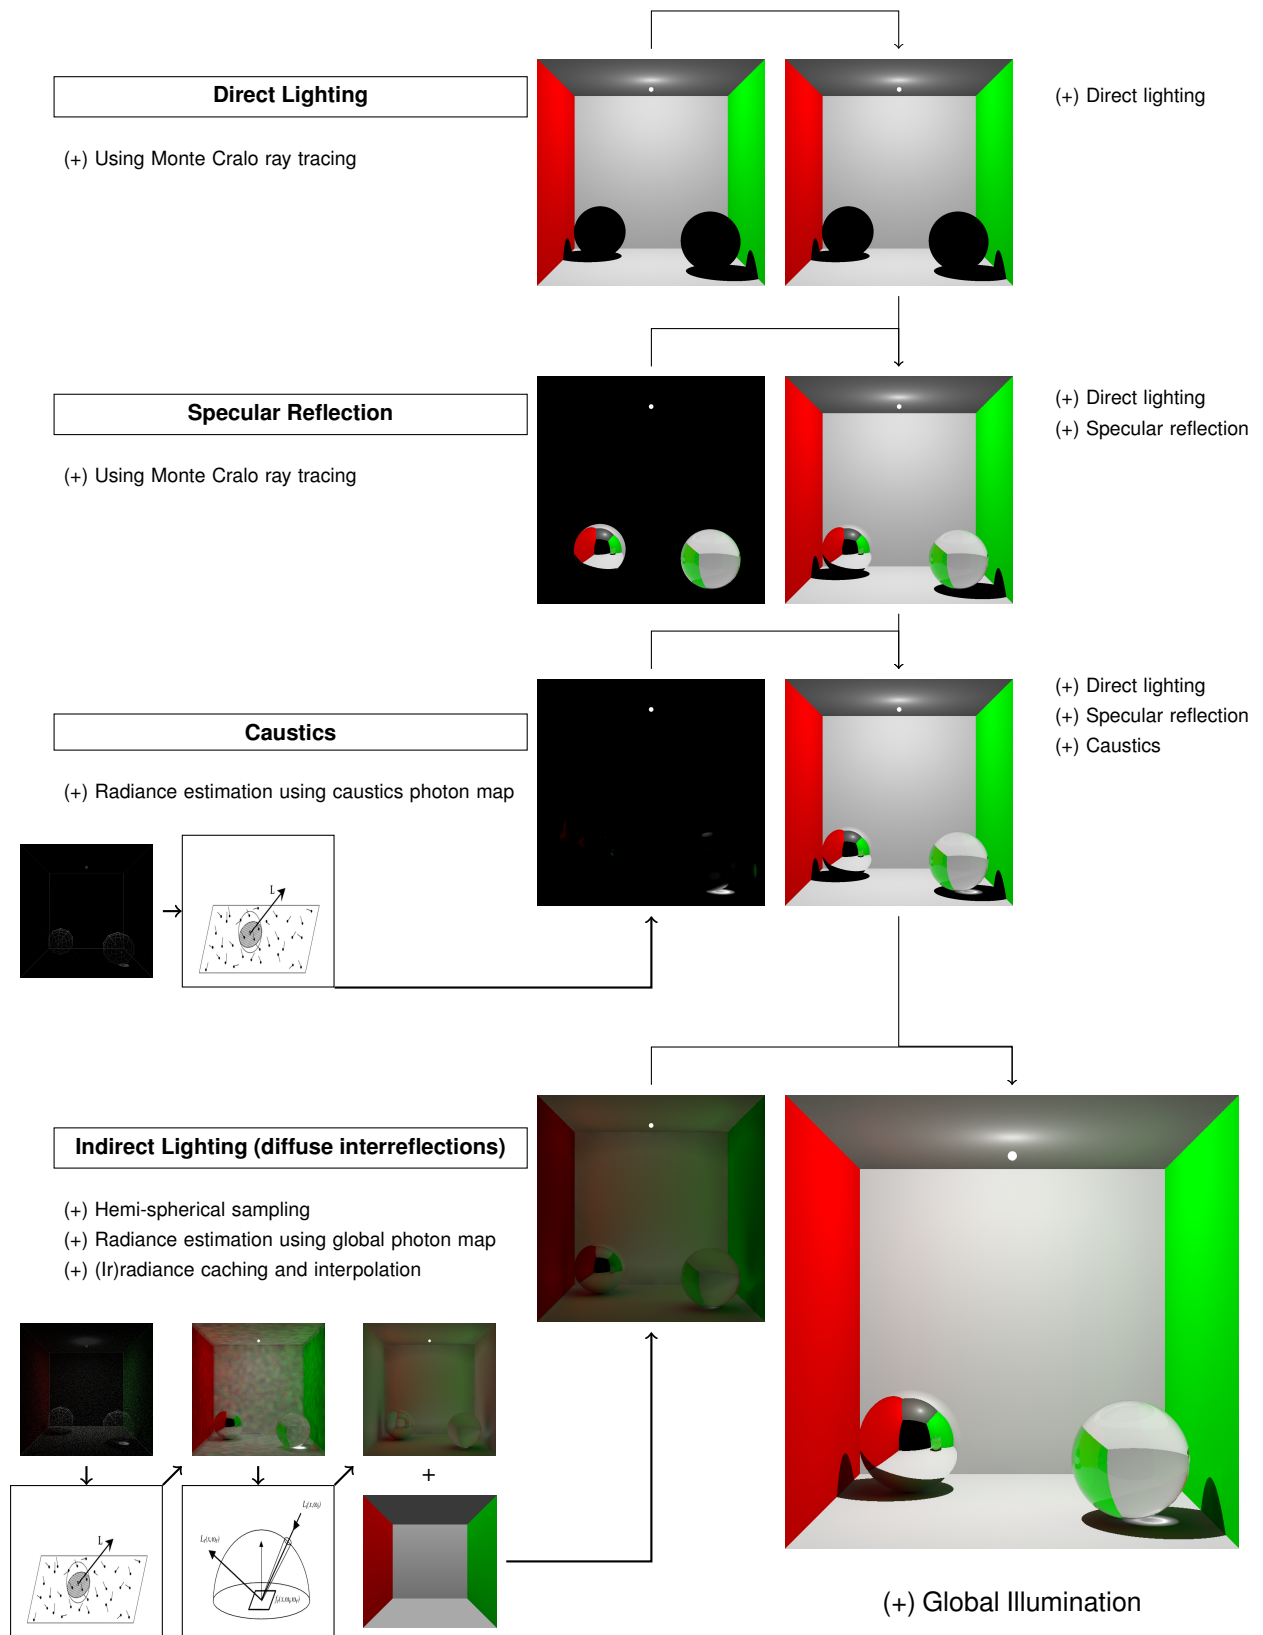 Direct Lighting
(+) Direct lighting
(+) Using Monte Cralo ray tracing
Specular Reflection
(+) Direct lighting
(+) Specular reflection
(+) Using Monte Cralo ray tracing
Caustics
(+) Direct lighting
(+) Specular reflection
(+) Caustics
(+) Radiance estimation using caustics photon map
L
Indirect Lighting (diffuse interreflections)
(+) Hemi-spherical sampling
(+) Radiance estimation using global photon map
(+) (Ir)radiance caching and interpolation
+
L
(+) Global Illumination